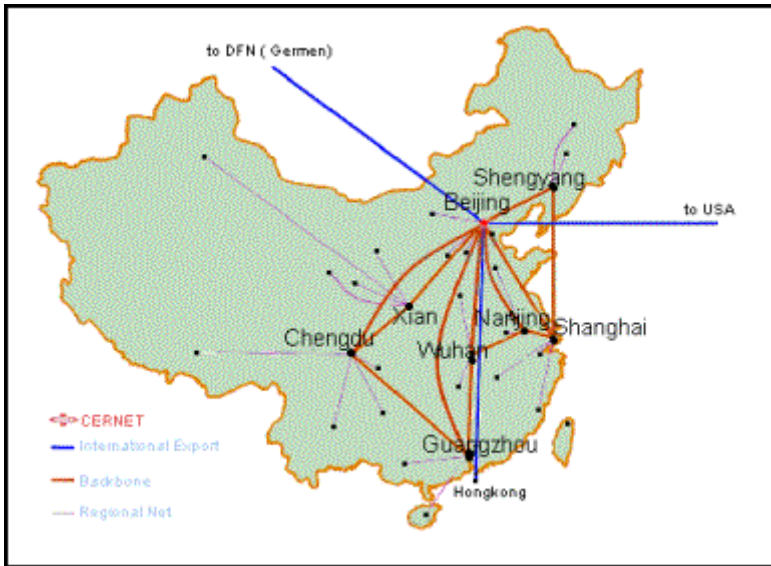 to DFN ( Germen)
Shengyang
Beijing
to USA
Xian
Nanjing
Shanghai
Chengdu
Wuhan
CERNET
International Export
Guangzhou
Backbone
Hongkong
Regional Net